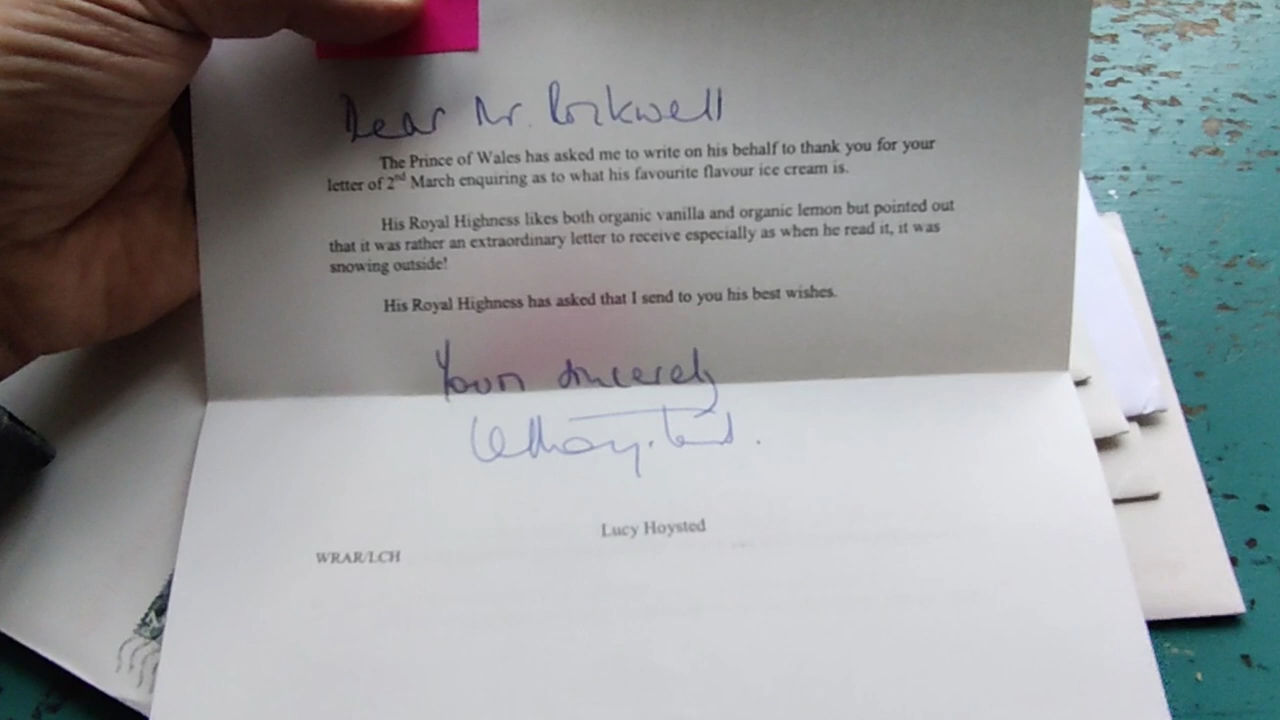 Dear Mr. Rockwell
The Prince of Wales has asked me to write on his behalf to thank you for your
letter of 2nd March enquiring as to what his favourite flavour ice cream is.
His Royal Highness likes both organic vanilla and organic lemon but pointed out
that it was rather an extraordinary letter to receive especially as when he read it, it was
snowing outside!
His Royal Highness has asked that I send to you his best wishes.
Yours sincerely
Lucy Hoysted
WRAR/LCH